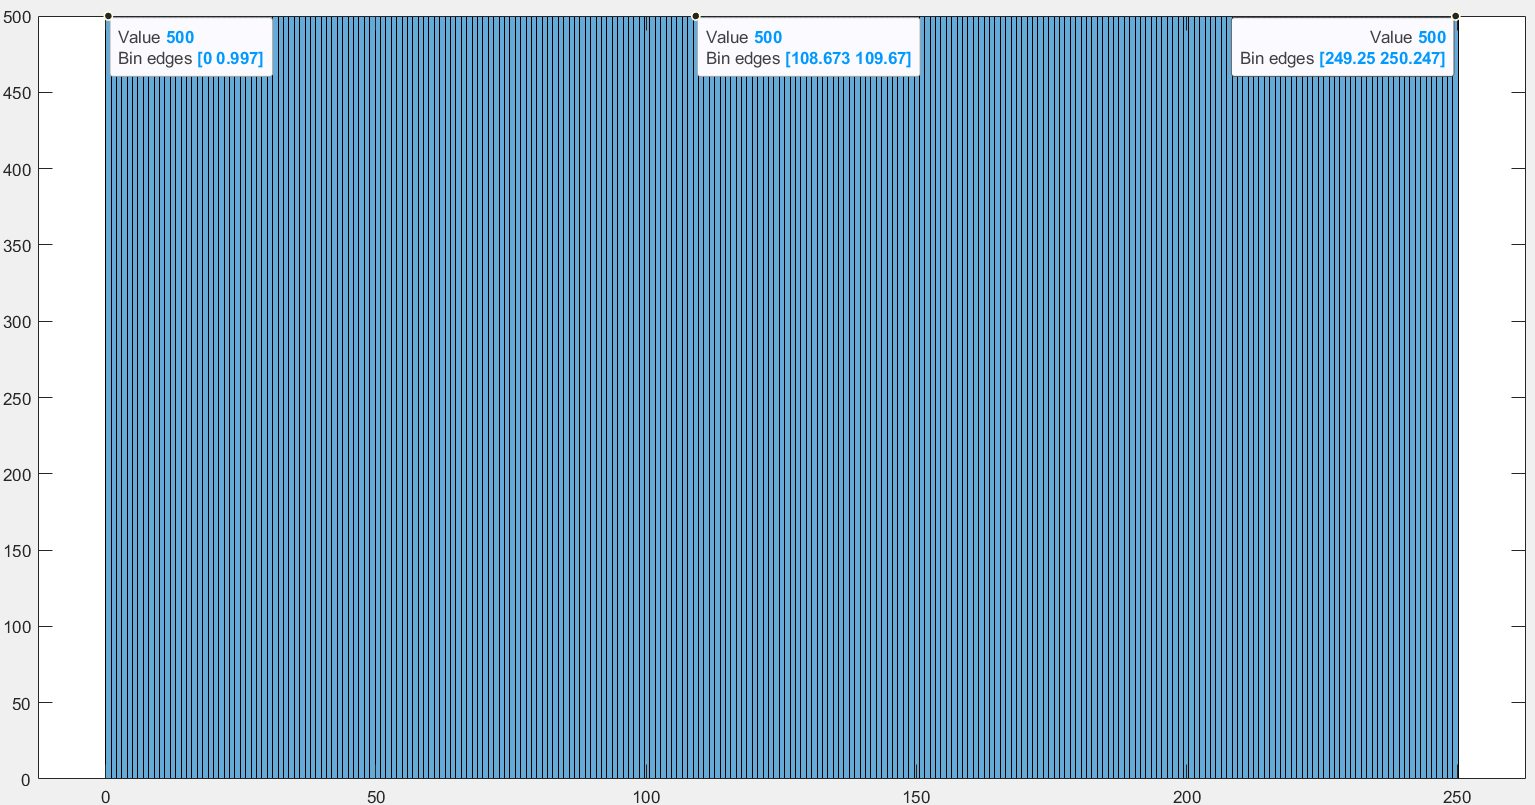 500
450
400
350
300
250
200
150
100
50
0
Value 500
Bin edges [0 0.997]
Value 500
Bin edges [108.673 109.67]
Value 500
Bin edges [249.25 250.247]
0 50 100 150 200 250